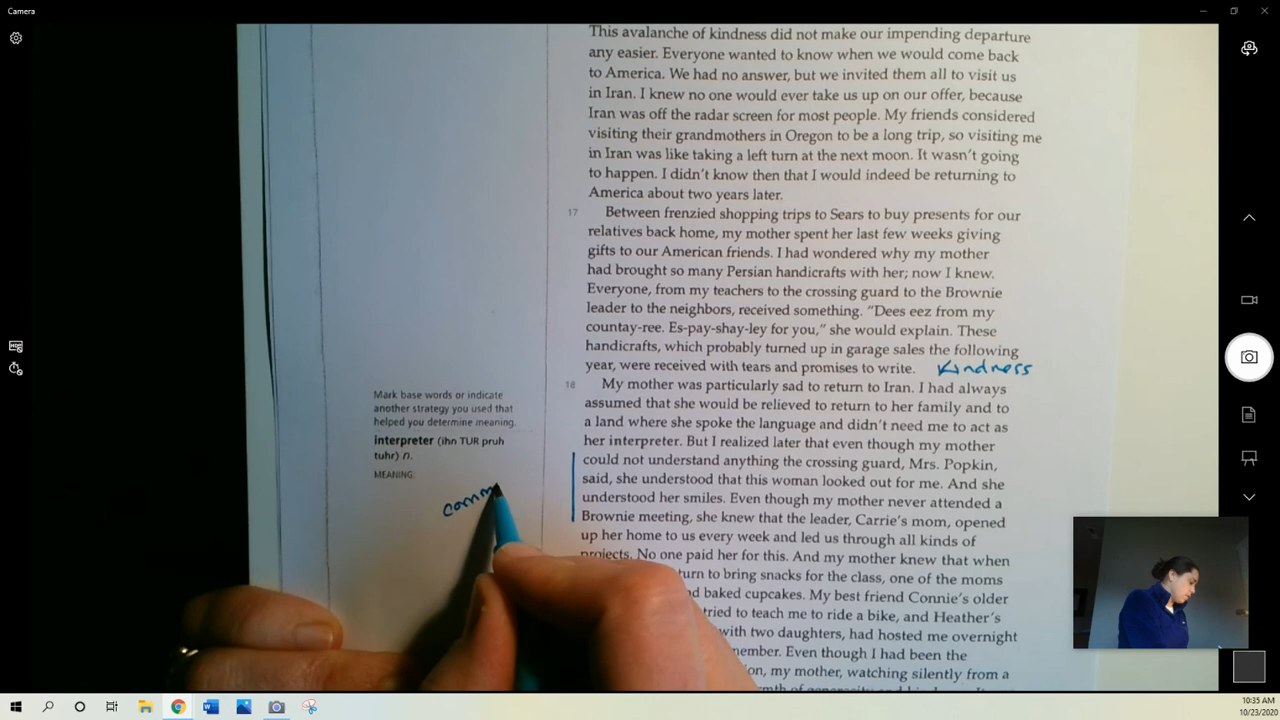 Camera
This avalanche of kindness did not make our impending departure
any easier. Everyone wanted to know when we would come back
to America. We had no answer, but we invited them all to visit us
in Iran. I knew no one would ever take us up on our offer, because
Iran was off the radar screen for most people. My friends considered
visiting their grandmothers in Oregon to be a long trip, so visiting me
in Iran was like taking a left turn at the next moon. It wasn't going
to happen. I didn't know then that I would indeed be returning to
America about two years later.
17 Between frenzied shopping trips to Sears to buy presents for our
relatives back home, my mother spent her last few weeks giving
gifts to our American friends. I had wondered why my mother
had brought so many Persian handicrafts with her; now I knew.
Everyone, from my teachers to the crossing guard to the Brownie
leader to the neighbors, received something. "Dees eez from my
countay-ree. Es-pay-shay-ley for you," she would explain. These
handicrafts, which probably turned up in garage sales the following
year, were received with tears and promises to write. Kindness
18 My mother was particularly sad to return to Iran. I had always
assumed that she would be relieved to return to her family and to
a land where she spoke the language and didn't need me to act as
her interpreter. But I realized later that even though my mother
could not understand anything the crossing guard, Mrs. Popkin,
said, she understood that this woman looked out for me. And she
understood her smiles. Even though my mother never attended a
Brownie meeting, she knew that the leader, Carrie's mom, opened
up her home to us every week and led us through all kinds of
projects. No one paid her for this. And my mother knew that when
turn to bring snacks for the class, one of the moms
baked cupcakes. My best friend Connie's older
tried to teach me to ride a bike, and Heather's
with two daughters, had hosted me overnight
Even though I had been the
my mother, watching silently from a
Mark base words or indicate
another strategy you used that
helped you determine meaning.
interpreter (ihn TUR pruh
tuhr) n.
MEANING:
comm
10:35 AM
10/23/2020